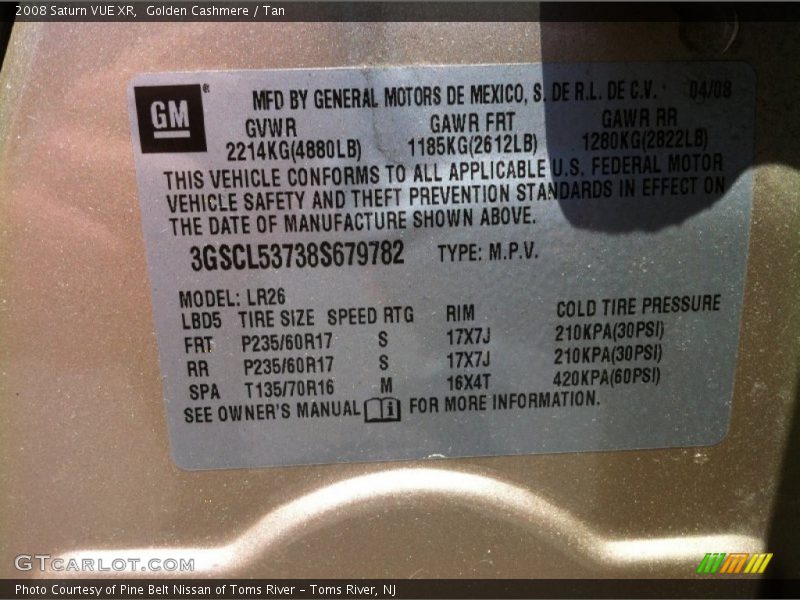 2008 Saturn VUE XR, Golden Cashmere / Tan
GM®
MFD BY GENERAL MOTORS DE MEXICO, S. DE R.L. DE C.V. 04/08
GVWR GAWR FRT GAWR RR
2214KG(4880LB) 1185KG(2612LB) 1280KG(2822LB)
THIS VEHICLE CONFORMS TO ALL APPLICABLE U.S. FEDERAL MOTOR
VEHICLE SAFETY AND THEFT PREVENTION STANDARDS IN EFFECT ON
THE DATE OF MANUFACTURE SHOWN ABOVE.
3GSCL53738S679782 TYPE: M.P.V.
MODEL: LR26
LBD5 TIRE SIZE SPEED RTG RIM COLD TIRE PRESSURE
FRT P235/60R17 S 17X7J 210KPA(30PSI)
RR P235/60R17 S 17X7J 210KPA(30PSI)
SPA T135/70R16 M 16X4T 420KPA(60PSI)
SEE OWNER'S MANUAL i FOR MORE INFORMATION.
GTCARLOT.COM
Photo Courtesy of Pine Belt Nissan of Toms River – Toms River, NJ